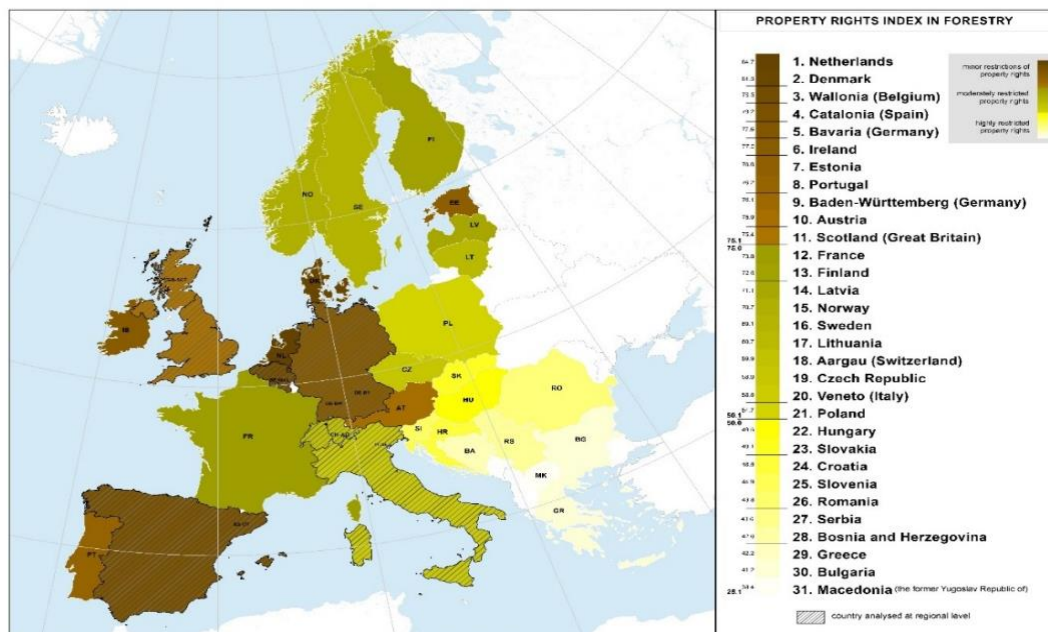 PROPERTY RIGHTS INDEX IN FORESTRY
minor restrictions of
property rights
moderately restricted
property rights
highly restricted
property rights
1. Netherlands
2. Denmark
3. Wallonia (Belgium)
4. Catalonia (Spain)
5. Bavaria (Germany)
6. Ireland
7. Estonia
8. Portugal
9. Baden-Württemberg (Germany)
10. Austria
11. Scotland (Great Britain)
12. France
13. Finland
14. Latvia
15. Norway
16. Sweden
17. Lithuania
18. Aargau (Switzerland)
19. Czech Republic
20. Veneto (Italy)
21. Poland
22. Hungary
23. Slovakia
24. Croatia
25. Slovenia
26. Romania
27. Serbia
28. Bosnia and Herzegovina
29. Greece
30. Bulgaria
31. Macedonia (the former Yugoslav Republic of)
75.1
75.0
50.1
50.0
25.1
country analysed at regional level
FI
NO
SE
EE
LV
LT
PL
NL
CZ
SK
AT
HU
RO
SI
HR
BA
RS
BG
MK
GR
FR
PT